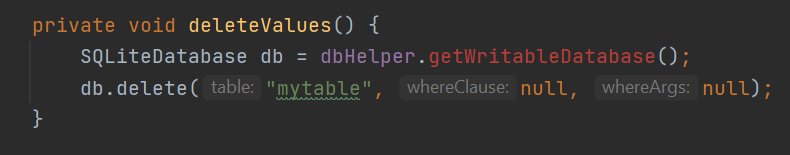 private void deleteValues() {
SQLiteDatabase db = dbHelper.getWritableDatabase();
db.delete( table: "mytable", whereClause: null, whereArgs: null);
}